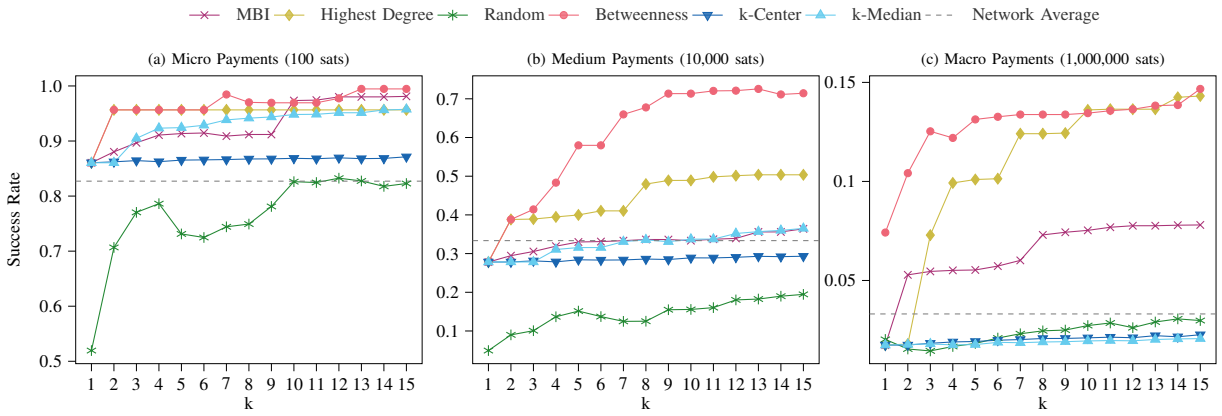 MBI Highest Degree Random Betweenness k-Center k-Median Network Average
(a) Micro Payments (100 sats)
(b) Medium Payments (10,000 sats)
(c) Macro Payments (1,000,000 sats)
Success Rate
1.0
0.9
0.8
0.7
0.6
0.5
1 2 3 4 5 6 7 8 9 10 11 12 13 14 15
k
0.7
0.6
0.5
0.4
0.3
0.2
0.1
1 2 3 4 5 6 7 8 9 10 11 12 13 14 15
k
0.15
0.1
0.05
1 2 3 4 5 6 7 8 9 10 11 12 13 14 15
k